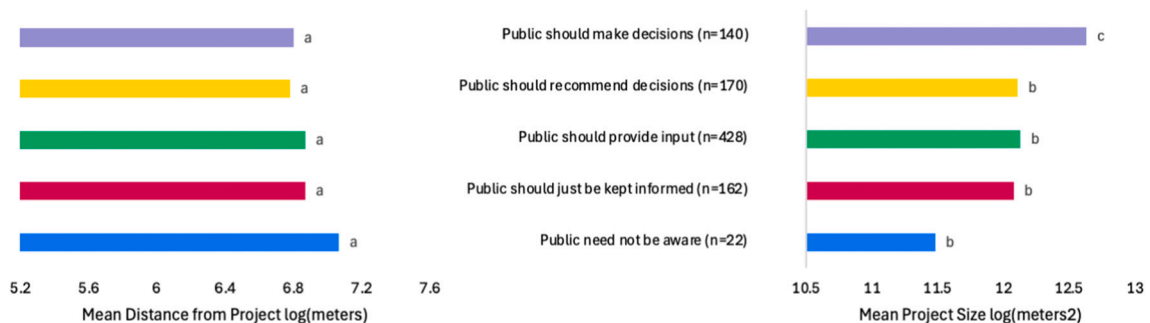 a
Public should make decisions (n=140)
c
a
Public should recommend decisions (n=170)
b
a
Public should provide input (n=428)
b
a
Public should just be kept informed (n=162)
b
a
Public need not be aware (n=22)
b
5.2 5.6 6 6.4 6.8 7.2 7.6
10.5 11 11.5 12 12.5 13
Mean Distance from Project log(meters)
Mean Project Size log(meters2)